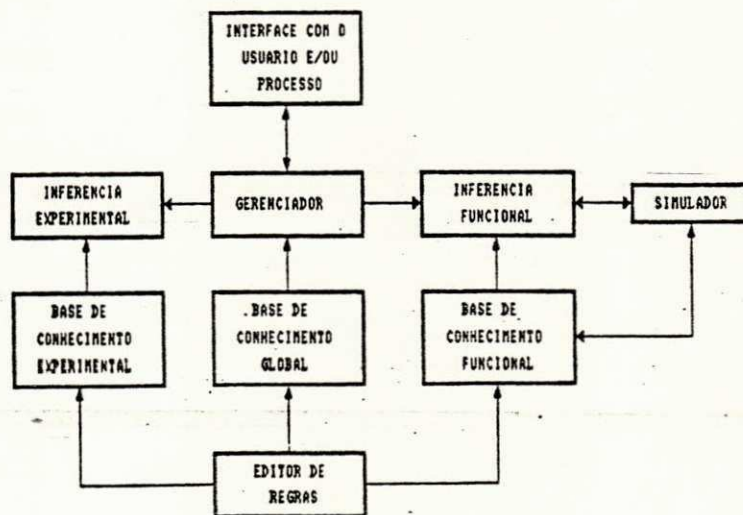 INTERFACE COM O
USUARIO E/OU
PROCESSO
INFERENCIA
EXPERIMENTAL
GERENCIADOR
INFERENCIA
FUNCIONAL
SIMULADOR
BASE DE
CONHECIMENTO
EXPERIMENTAL
.BASE DE
CONHECIMENTO
GLOBAL
BASE DE
CONHECIMENTO
FUNCIONAL
EDITOR DE
REGRAS